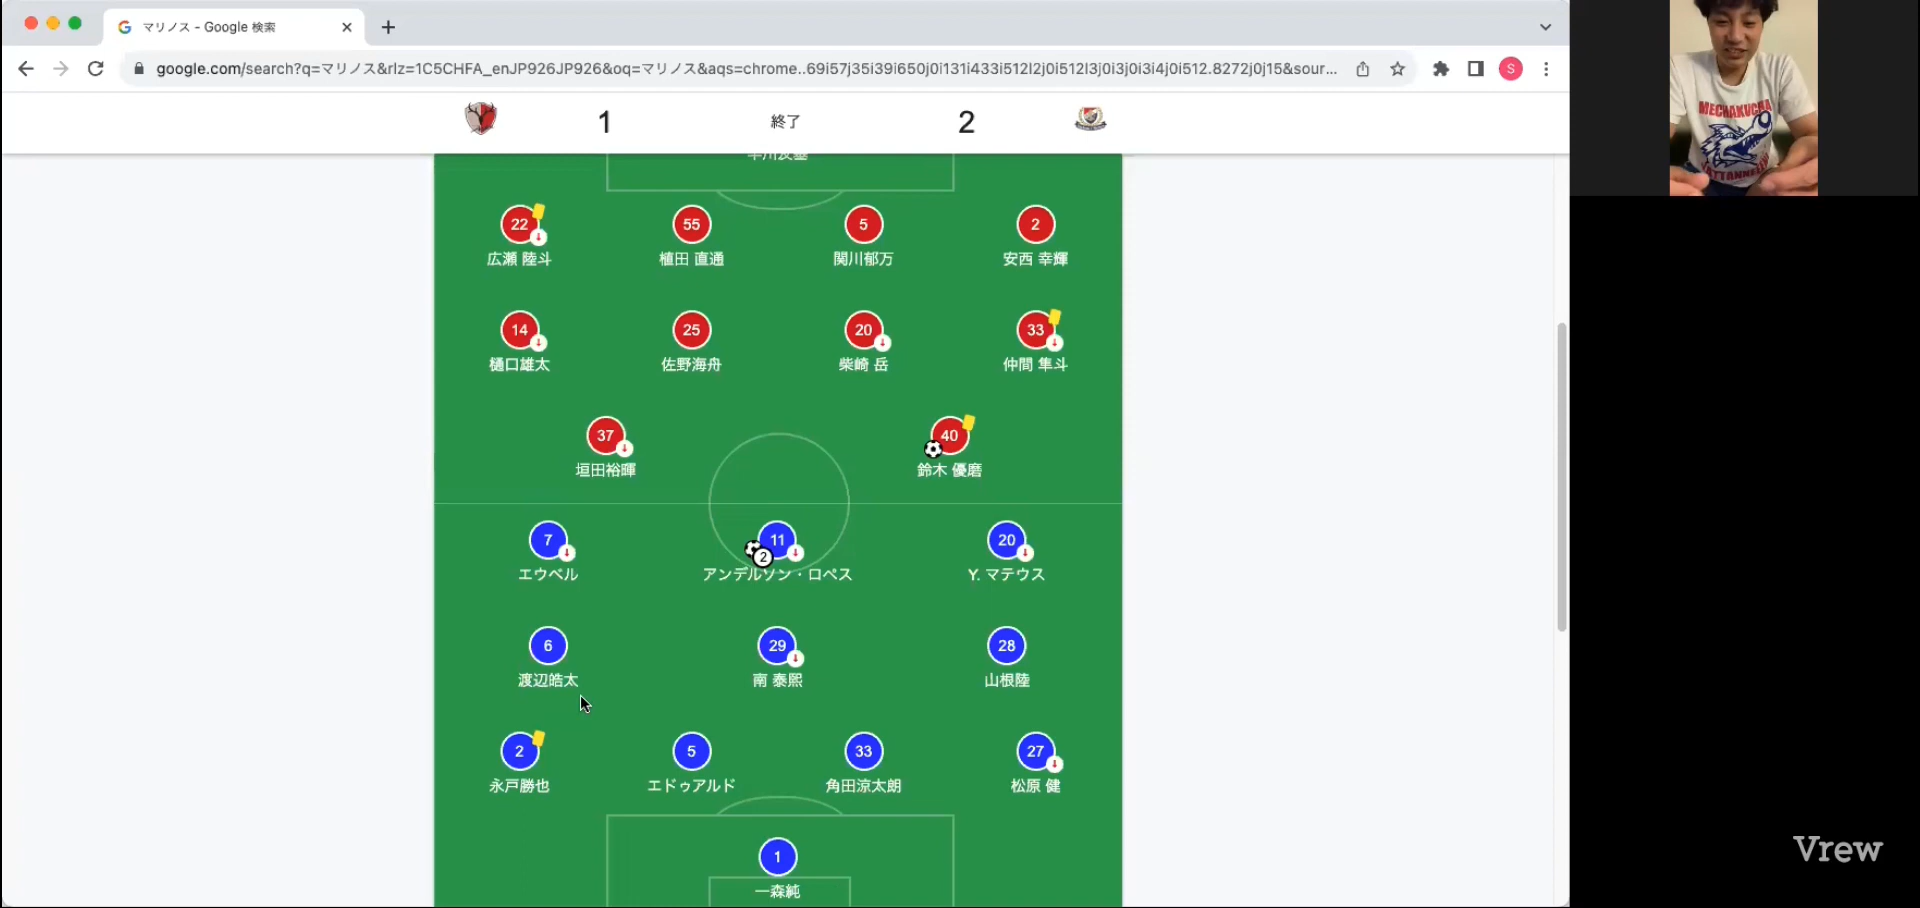 マリノス - Google 検索
google.com/search?q=マリノス&rlz=1C5CHFA_enJP926JP926&oq=マリノス&aqs=chrome..69i57j35i39i650j0i131i433i512l2j0i512l3j0i3j0i3i4j0i512.8272j0j15&sour...
S
1 終了 2
MECHAKUCHA
22 55 5 2
広瀬 陸斗 植田 直通 関川郁万 安西 幸輝
14 25 20 33
樋口雄太 佐野海舟 柴崎 岳 仲間 隼斗
37 40
垣田裕暉 鈴木 優磨
7 11 20
2
エウベル アンデルソン・ロペス Y. マテウス
6 29 28
渡辺皓太 南 泰熙 山根陸
2 5 33 27
永戸勝也 エドゥアルド 角田涼太朗 松原 健
1
一森純
Vrew